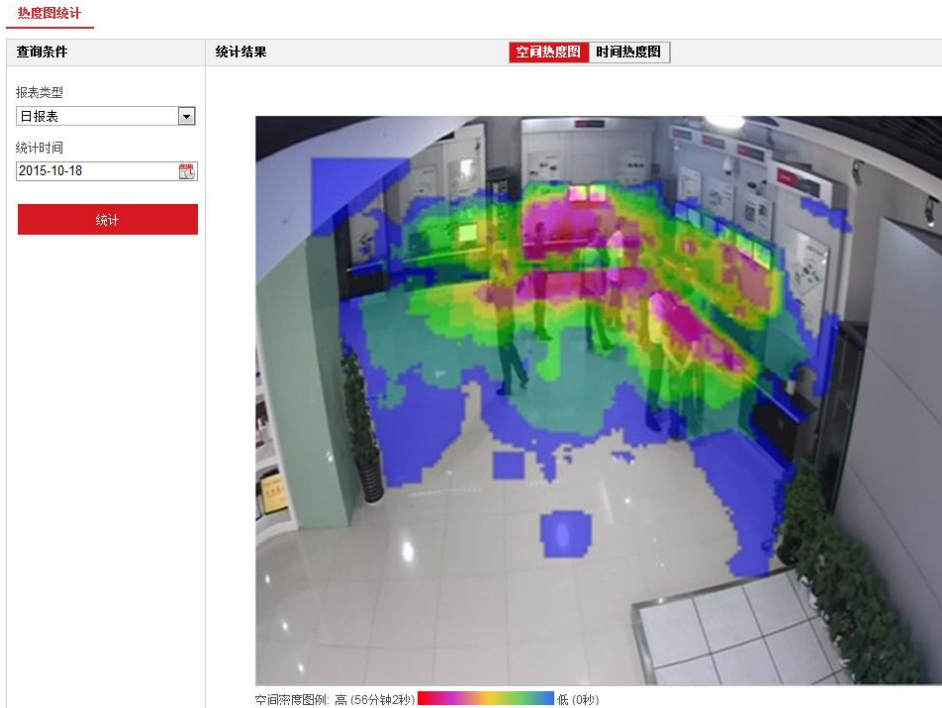 热度图统计
查询条件
统计结果
空间热度图 时间热度图
报表类型
日报表
统计时间
2015-10-18
统计
空间密度图例: 高 (56分钟2秒) 低 (0秒)